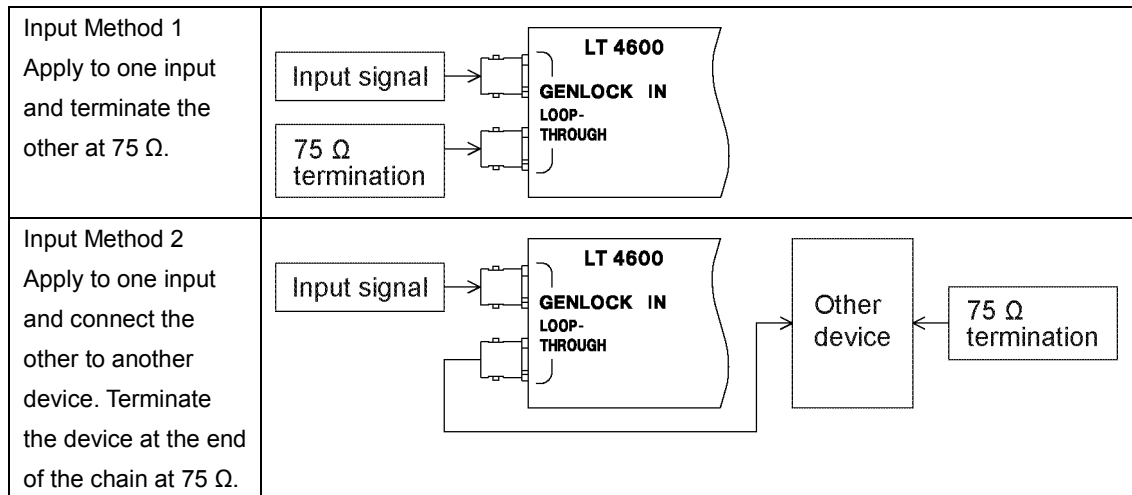 Input Method 1
Apply to one input
and terminate the
other at 75 Ω.
Input signal
75 Ω
termination
LT 4600
GENLOCK IN
LOOP-
THROUGH
Input Method 2
Apply to one input
and connect the
other to another
device. Terminate
the device at the end
of the chain at 75 Ω.
Input signal
LT 4600
GENLOCK IN
LOOP-
THROUGH
Other
device
75 Ω
termination